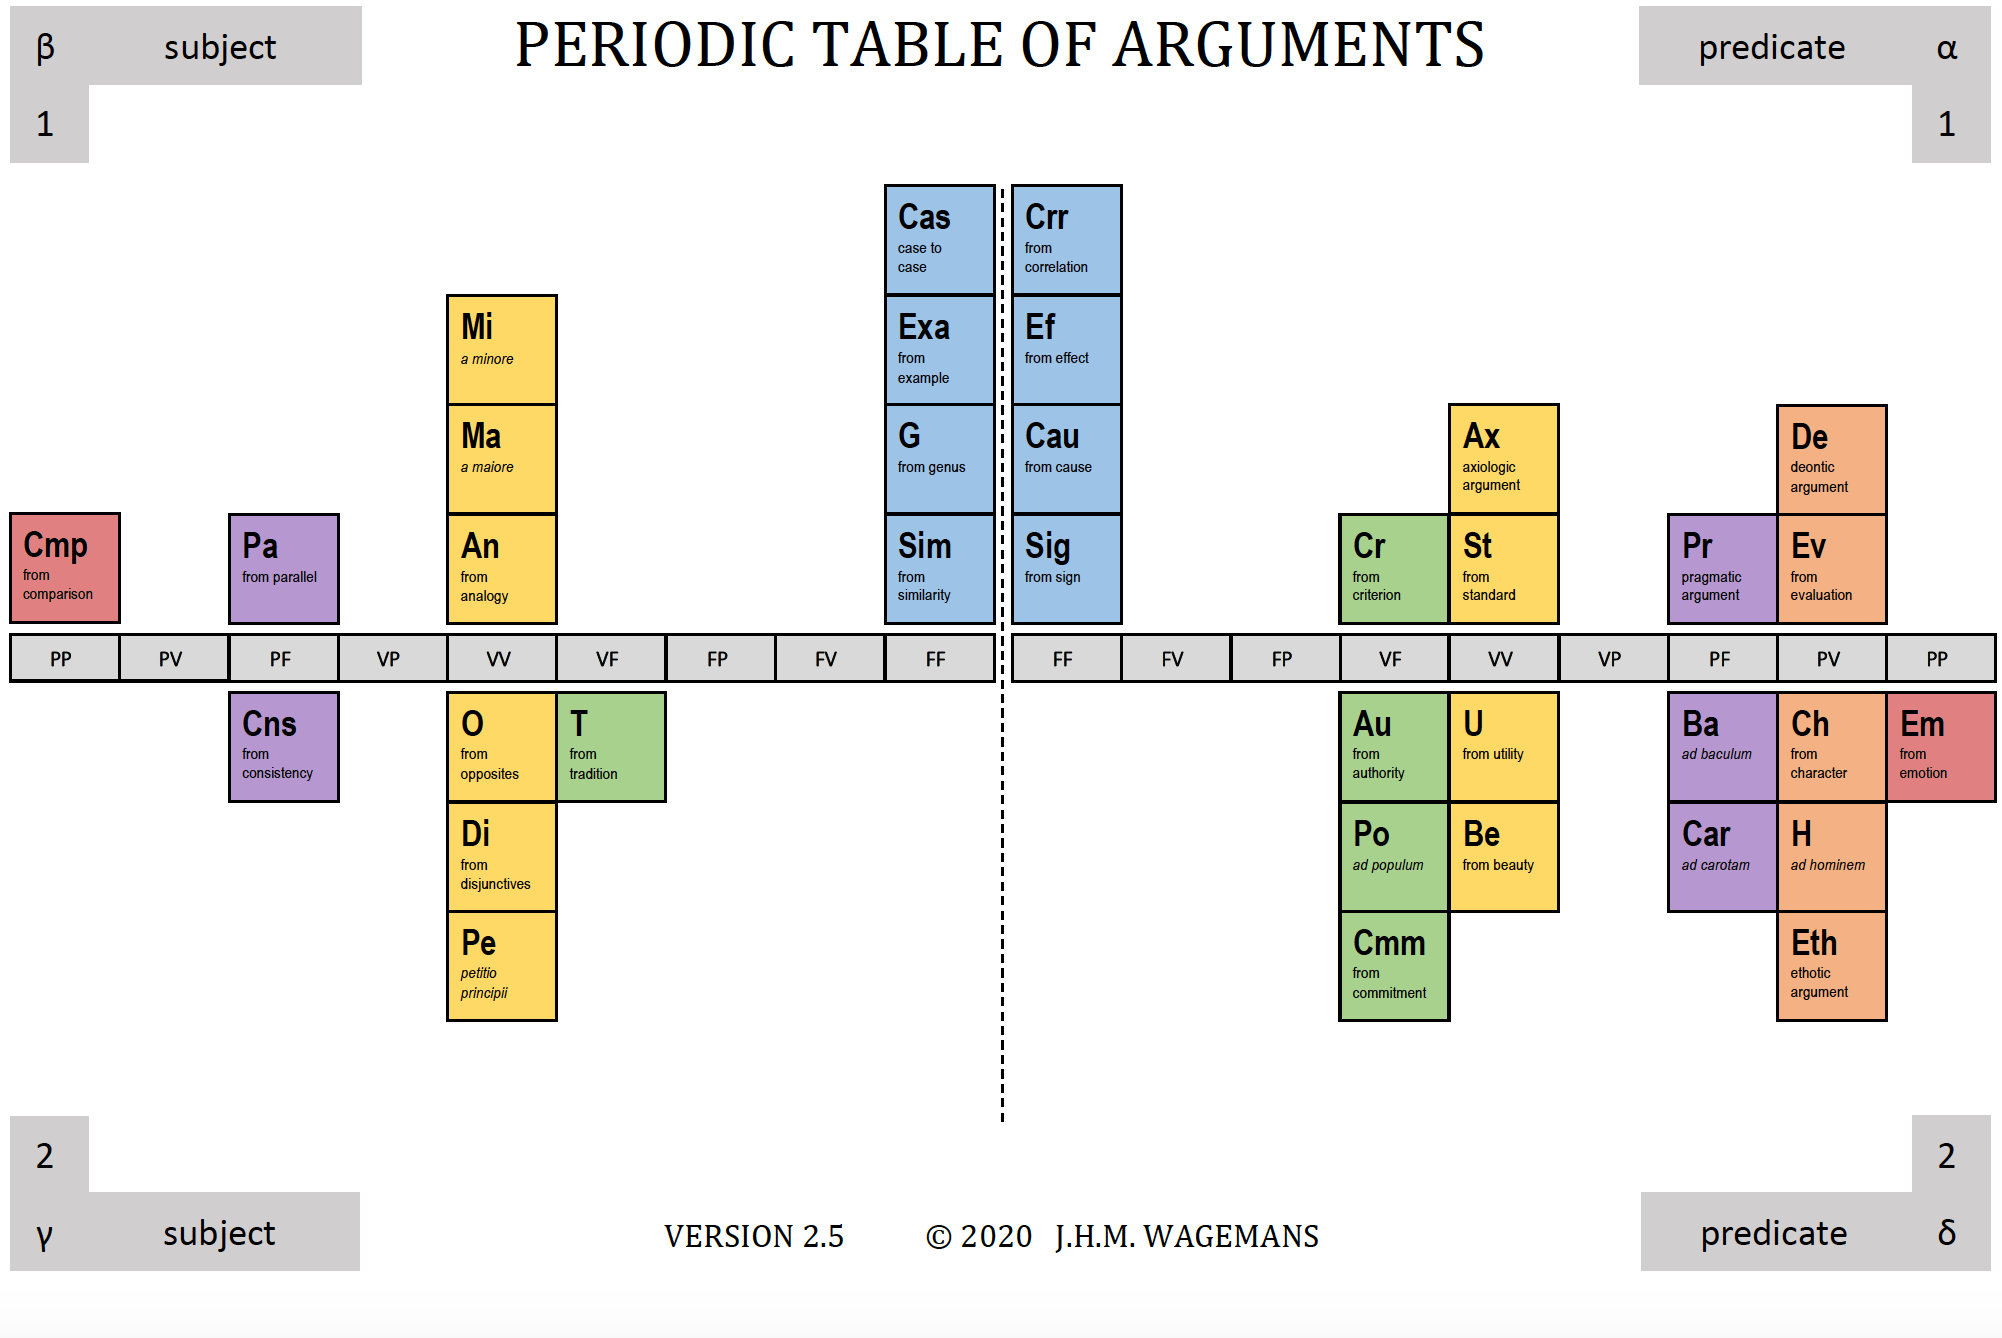 PERIODIC TABLE OF ARGUMENTS
β subject
1
predicate α
1
Cas
case to
case
Crr
from
correlation
Mi
a minore
Exa
from
example
Ef
from effect
Ma
a maiore
G
from genus
Cau
from cause
Ax
axiologic
argument
De
deontic
argument
Cmp
from
comparison
Pa
from parallel
An
from
analogy
Sim
from
similarity
Sig
from sign
Cr
from
criterion
St
from
standard
Pr
pragmatic
argument
Ev
from
evaluation
PP PV PF VP VV VF FP FV FF FF FV FP VF VV VP PF PV PP
Cns
from
consistency
O
from
opposites
T
from
tradition
Au
from
authority
U
from utility
Ba
ad baculum
Ch
from
character
Em
from
emotion
Di
from
disjunctives
Po
ad populum
Be
from beauty
Car
ad carotam
H
ad hominem
Pe
petitio
principii
Cmm
from
commitment
Eth
ethotic
argument
2
γ subject
VERSION 2.5 © 2020 J.H.M. WAGEMANS
2
predicate δ